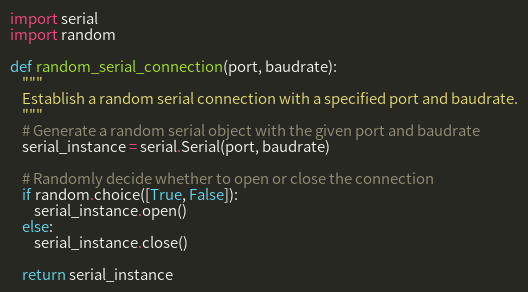 import serial
import random

def random_serial_connection(port, baudrate):
    """
    Establish a random serial connection with a specified port and baudrate.
    """
    # Generate a random serial object with the given port and baudrate
    serial_instance = serial.Serial(port, baudrate)

    # Randomly decide whether to open or close the connection
    if random.choice([True, False]):
        serial_instance.open()
    else:
        serial_instance.close()

    return serial_instance